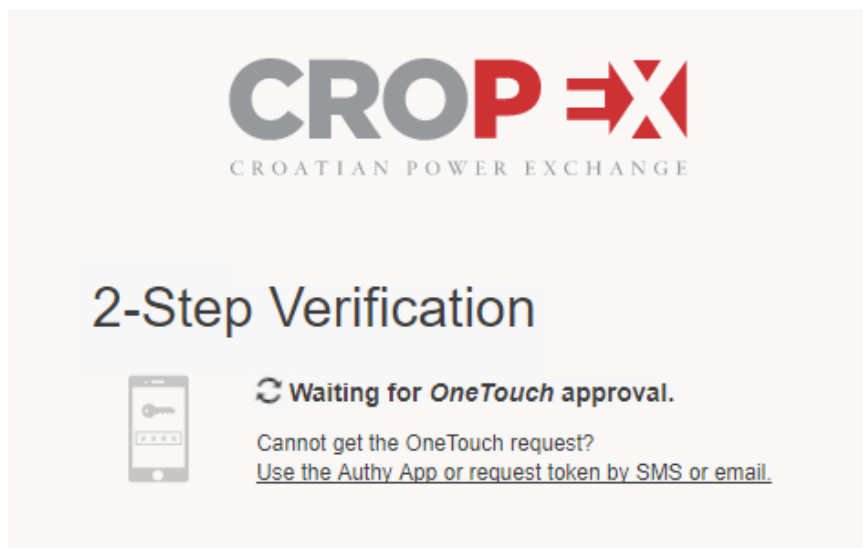 CROPEX
CROATIAN POWER EXCHANGE
2-Step Verification
Waiting for OneTouch approval.
Cannot get the OneTouch request?
Use the Authy App or request token by SMS or email.